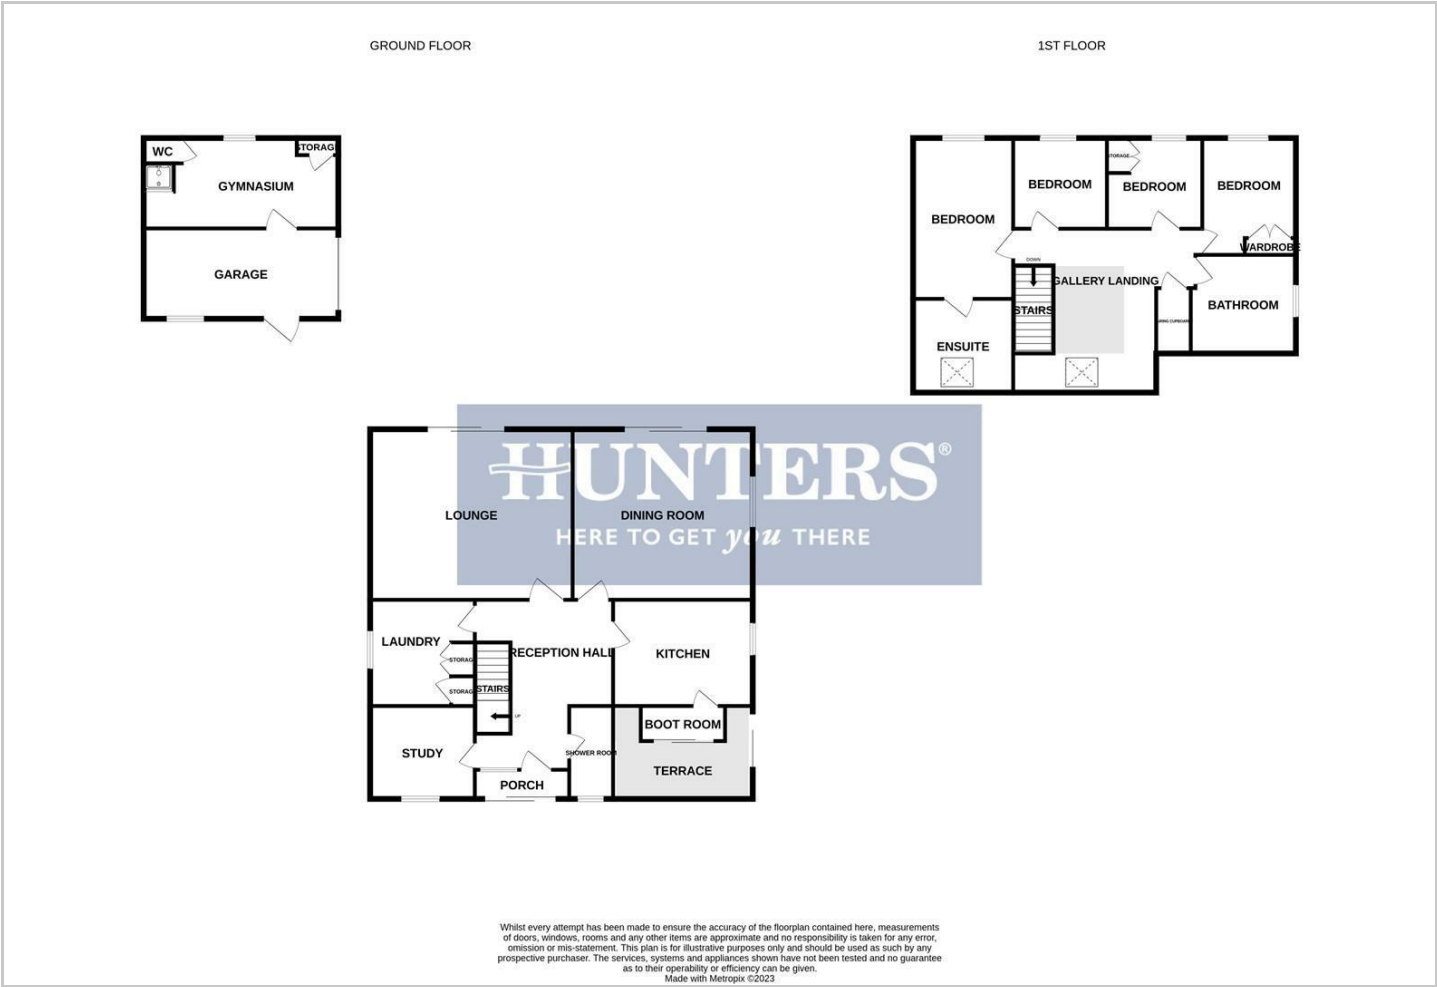 GROUND FLOOR
1ST FLOOR
WC
STORAG
GYMNASIUM
GARAGE
BEDROOM
BEDROOM
STORAGE
BEDROOM
BEDROOM
WARDROBE
DOWN
GALLERY LANDING
STAIRS
BATHROOM
ENSUITE
HUNTERS®
HERE TO GET you THERE
LOUNGE
DINING ROOM
LAUNDRY
STORAG
STORAG
STAIRS
UP
RECEPTION HALL
KITCHEN
BOOT ROOM
STUDY
SHOWER ROOM
TERRACE
PORCH
Whilst every attempt has been made to ensure the accuracy of the floorplan contained here, measurements
of doors, windows, rooms and any other items are approximate and no responsibility is taken for any error,
omission or mis-statement. This plan is for illustrative purposes only and should be used as such by any
prospective purchaser. The services, systems and appliances shown have not been tested and no guarantee
as to their operability or efficiency can be given.
Made with Metropix ©2023